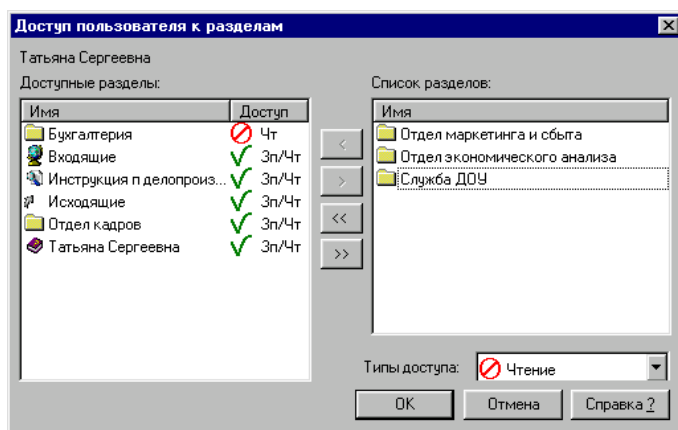 Доступ пользователя к разделам
Татьяна Сергеевна
Доступные разделы:
Имя Доступ
Бухгалтерия Чт
Входящие Зп/Чт
Инструкция п делопроиз... Зп/Чт
Исходящие Зп/Чт
Отдел кадров Зп/Чт
Татьяна Сергеевна Зп/Чт
<
>
<<
>>
Список разделов:
Имя
Отдел маркетинга и сбыта
Отдел экономического анализа
Служба ДОУ
Типы доступа: Чтение
OK Отмена Справка ?